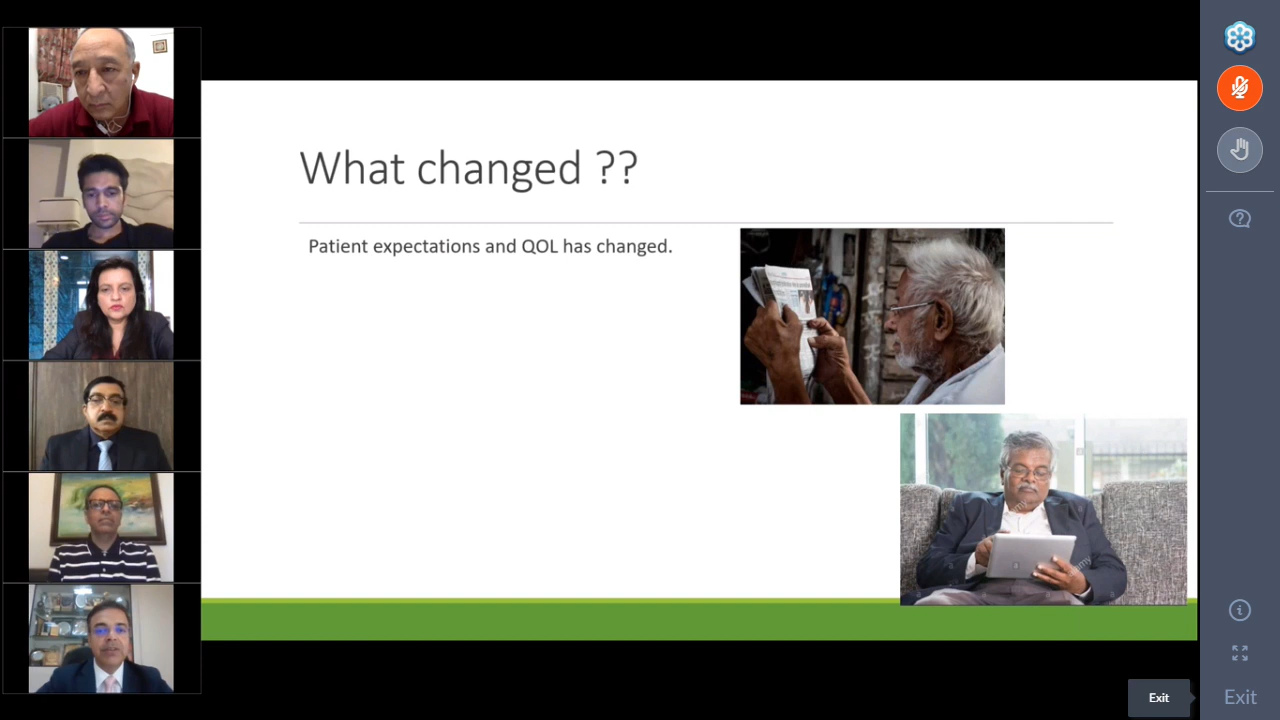 What changed ??
Patient expectations and QOL has changed.
Exit
Exit